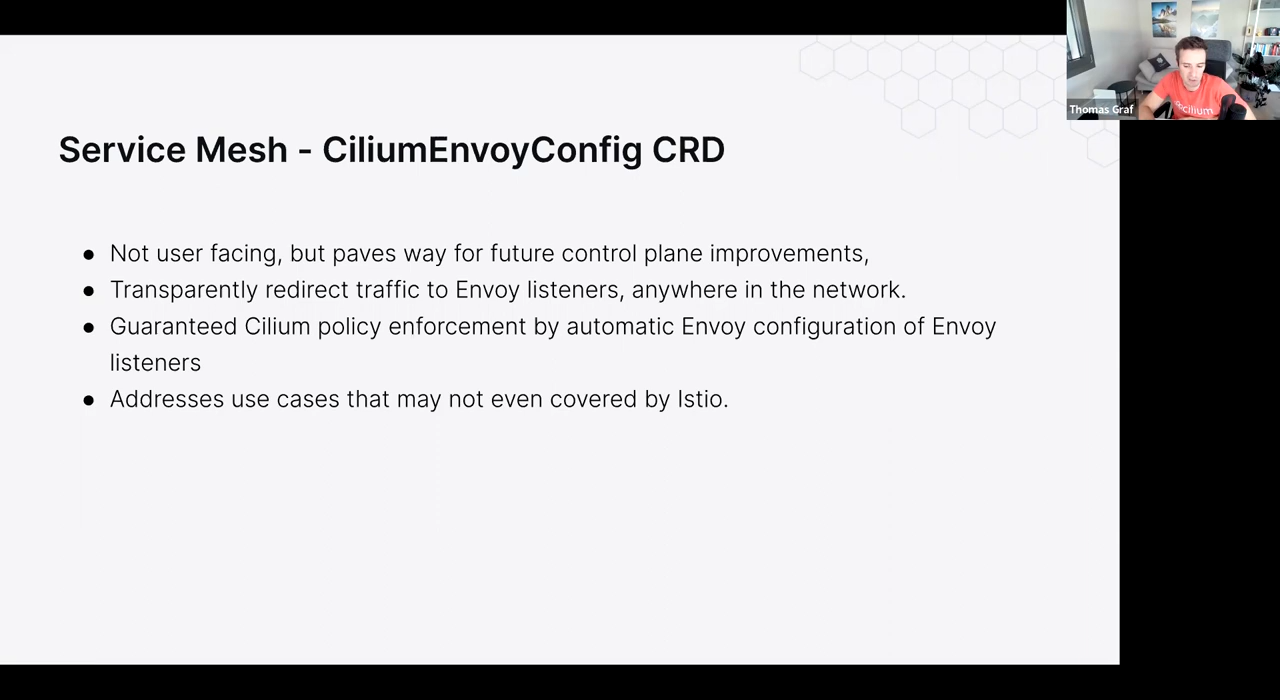 Thomas Graf
cilium
Service Mesh - CiliumEnvoyConfig CRD
● Not user facing, but paves way for future control plane improvements,
● Transparently redirect traffic to Envoy listeners, anywhere in the network.
● Guaranteed Cilium policy enforcement by automatic Envoy configuration of Envoy
listeners
● Addresses use cases that may not even covered by Istio.